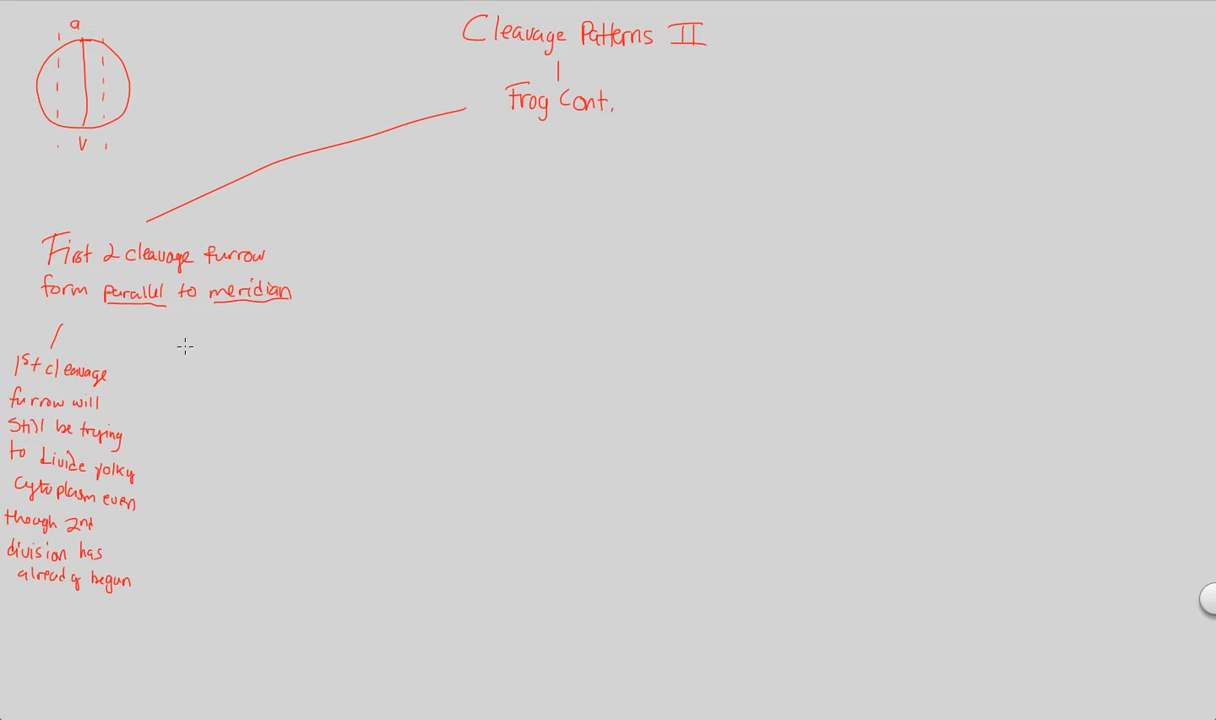 a
Cleavage Patterns II
Frog Cont.
V
First 2 cleavage furrow
form parallel to meridian
1st cleavage
furrow will
Still be trying
to divide yolky
cytoplasm even
though 2nd
division has
already begun